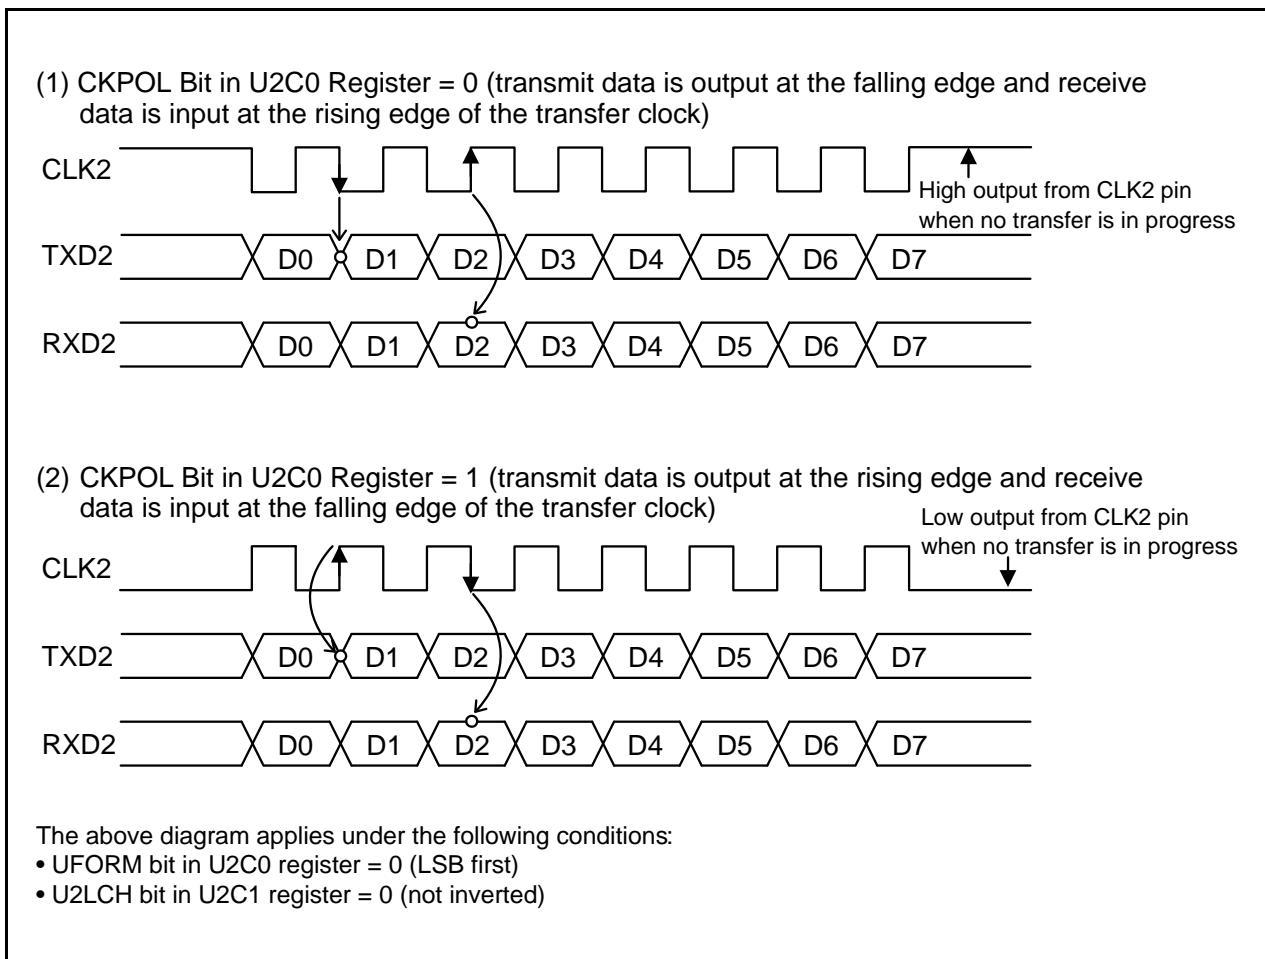 (1) CKPOL Bit in U2C0 Register = 0 (transmit data is output at the falling edge and receive
data is input at the rising edge of the transfer clock)
CLK2
High output from CLK2 pin
when no transfer is in progress
TXD2 D0 D1 D2 D3 D4 D5 D6 D7
RXD2 D0 D1 D2 D3 D4 D5 D6 D7
(2) CKPOL Bit in U2C0 Register = 1 (transmit data is output at the rising edge and receive
data is input at the falling edge of the transfer clock)
Low output from CLK2 pin
when no transfer is in progress
CLK2
TXD2 D0 D1 D2 D3 D4 D5 D6 D7
RXD2 D0 D1 D2 D3 D4 D5 D6 D7
The above diagram applies under the following conditions:
• UFORM bit in U2C0 register = 0 (LSB first)
• U2LCH bit in U2C1 register = 0 (not inverted)